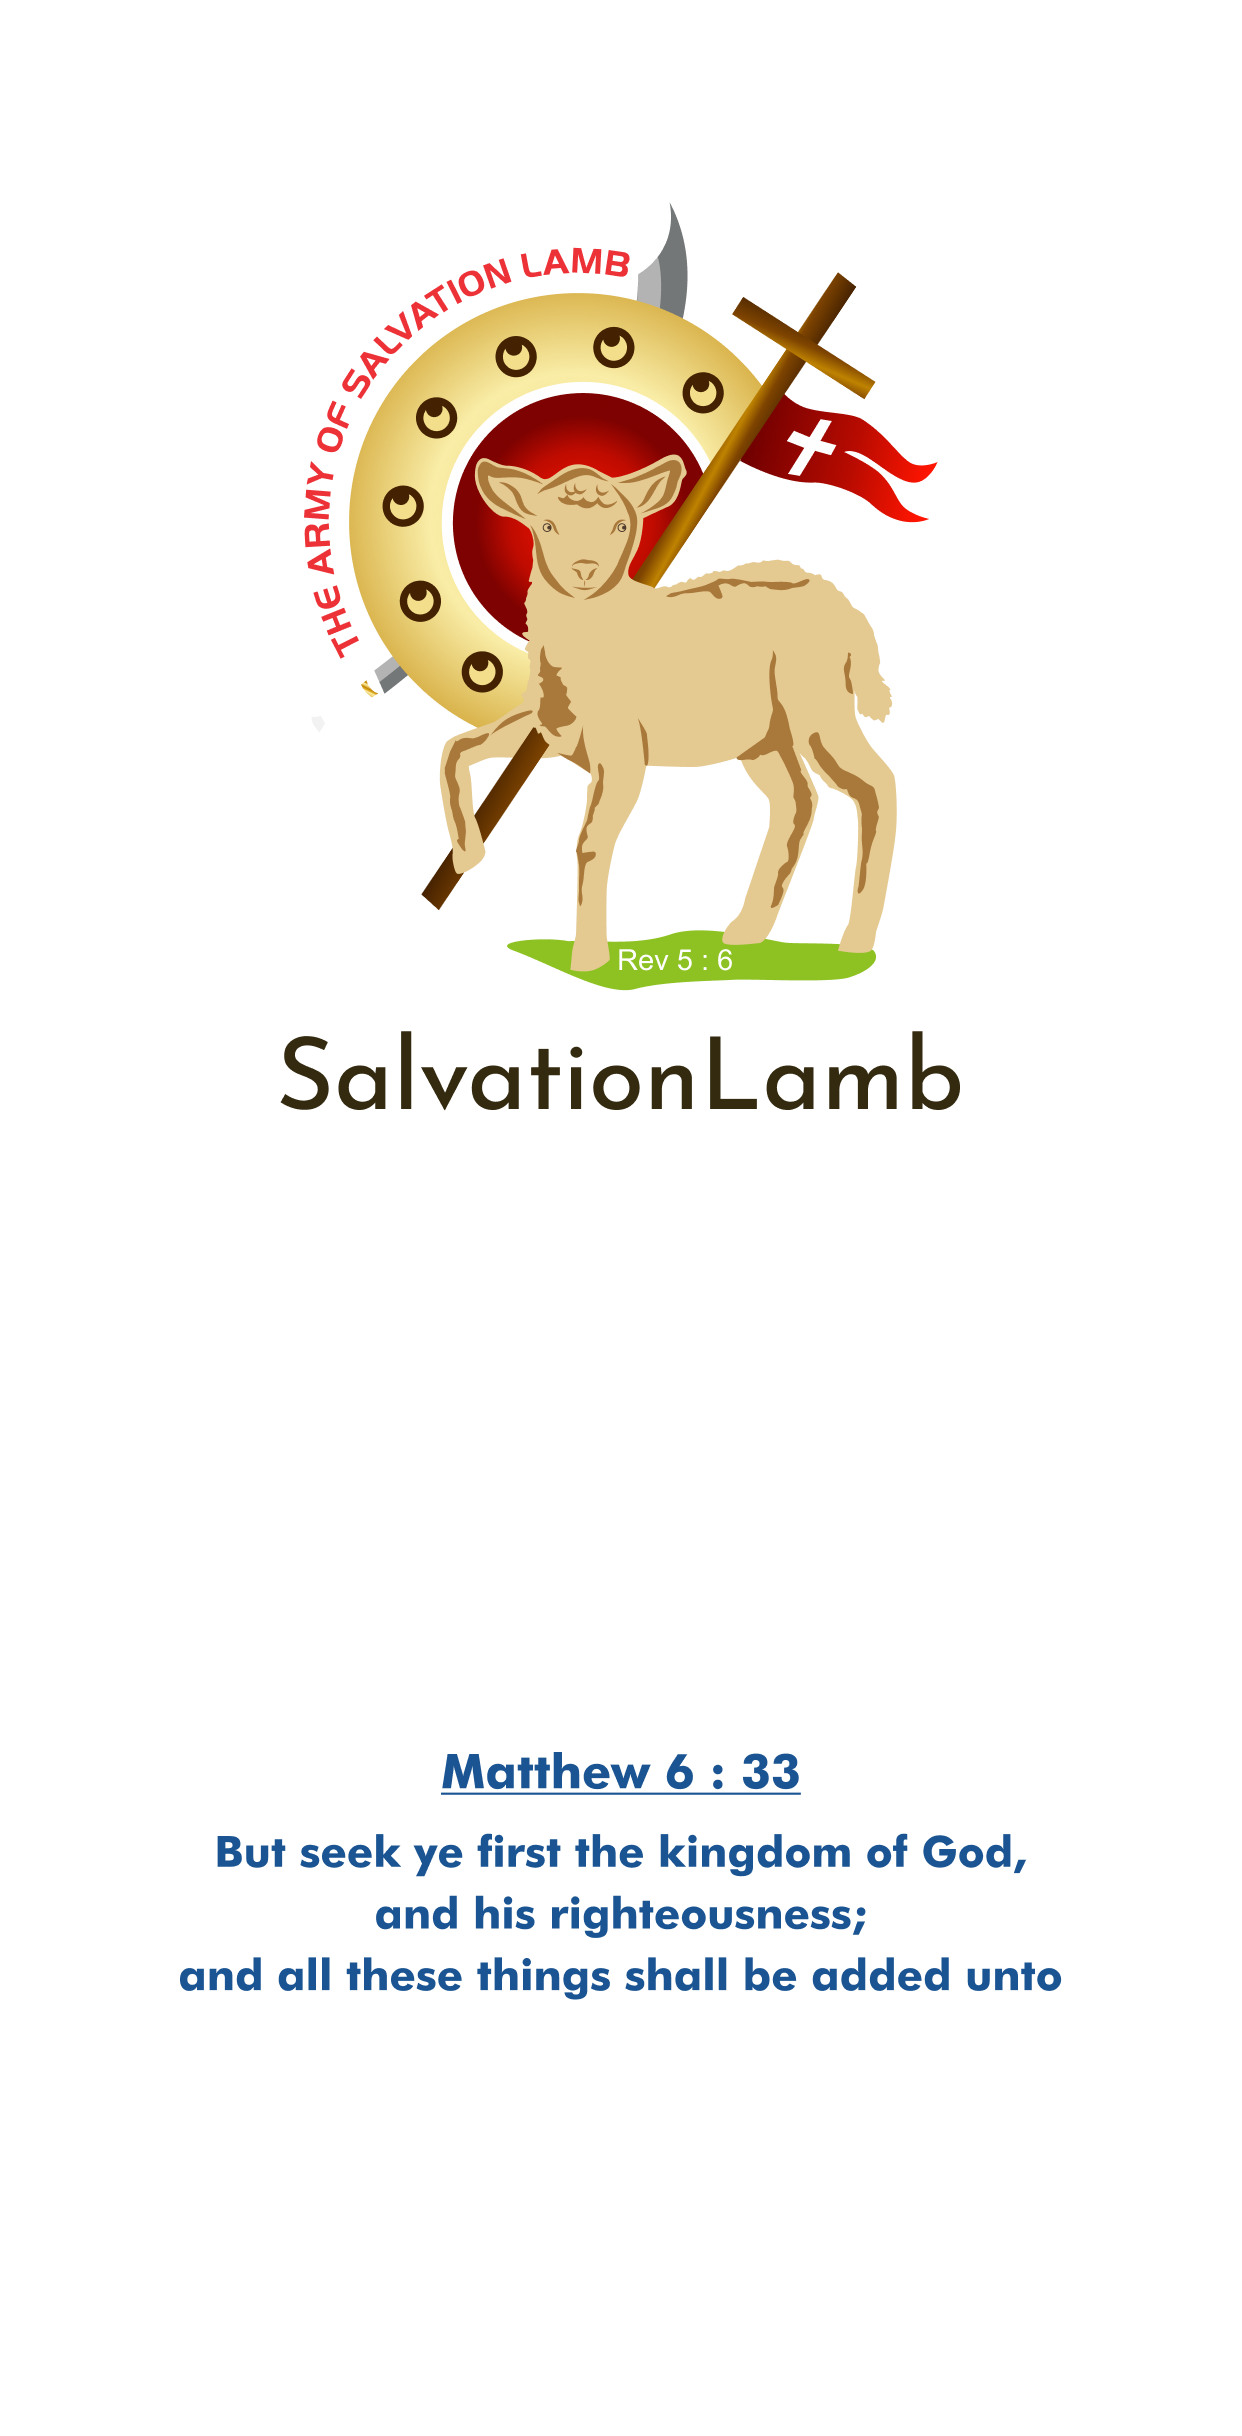 THE ARMY OF SALVATION LAMB
Rev 5 : 6
SalvationLamb
Matthew 6 : 33
But seek ye first the kingdom of God,
and his righteousness;
and all these things shall be added unto